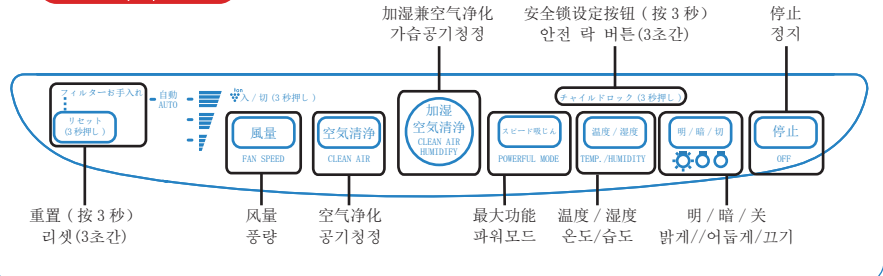 加湿兼空气净化
가습공기청정
安全锁设定按钮 ( 按 3 秒 )
안전 락 버튼(3초간)
停止
정지
フィルターお手入れ
リセット
(3秒押し)
自動
AUTO
fan
入 / 切 (3 秒押し)
風量
FAN SPEED
空気清浄
CLEAN AIR
加湿
空気清浄
CLEAN AIR
HUMIDIFY
チャイルドロック (3 秒押し)
スピード吸じん
POWERFUL MODE
温度 / 湿度
TEMP. /HUMIDITY
明 / 暗 / 切
停止
OFF
重置 ( 按 3 秒 )
리셋(3초간)
风量
풍량
空气净化
공기청정
最大功能
파워모드
温度 / 湿度
온도/습도
明 / 暗 / 关
밝게//어둡게/끄기